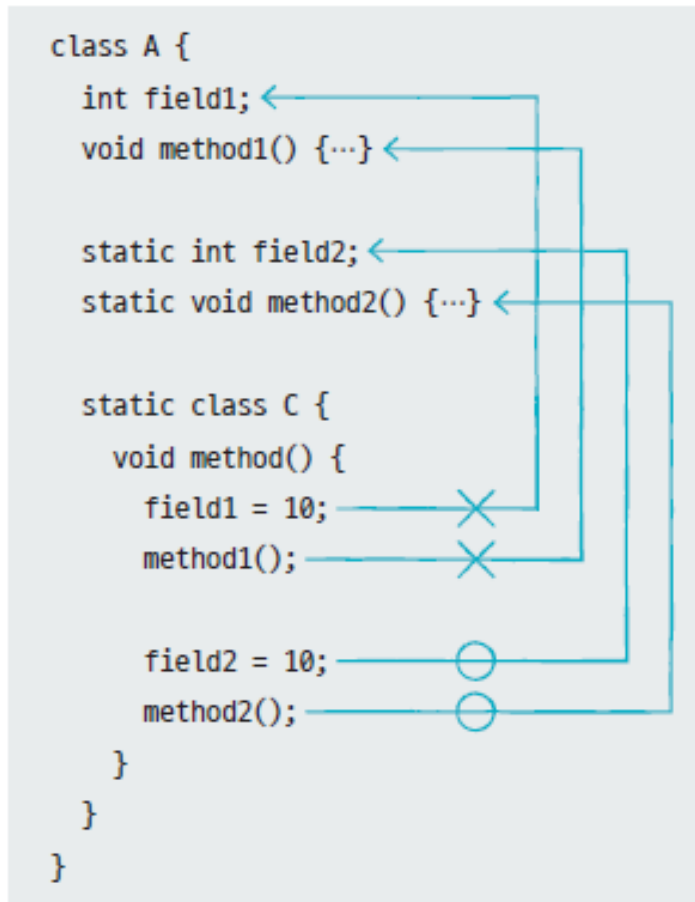 class A {
int field1;
void method1() {…}
static int field2;
static void method2() {…}
static class C {
void method() {
field1 = 10;
method1();
field2 = 10;
method2();
}
}
}